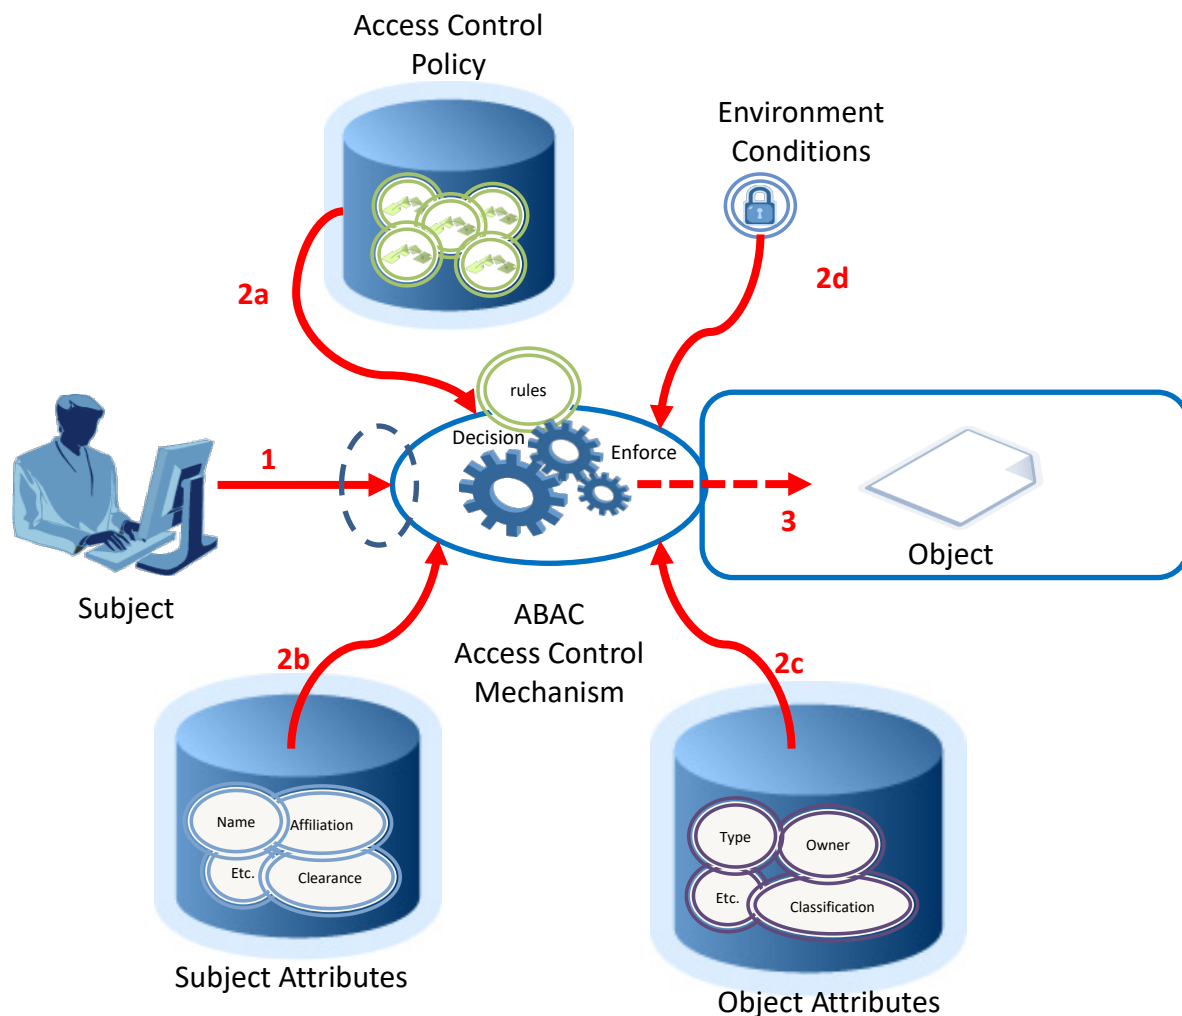 Access Control
Policy
Environment
Conditions
2a
2d
rules
Decision
Enforce
1
3
Subject
Object
ABAC
Access Control
Mechanism
2b
2c
Name
Affiliation
Etc.
Clearance
Type
Owner
Etc.
Classification
Subject Attributes
Object Attributes